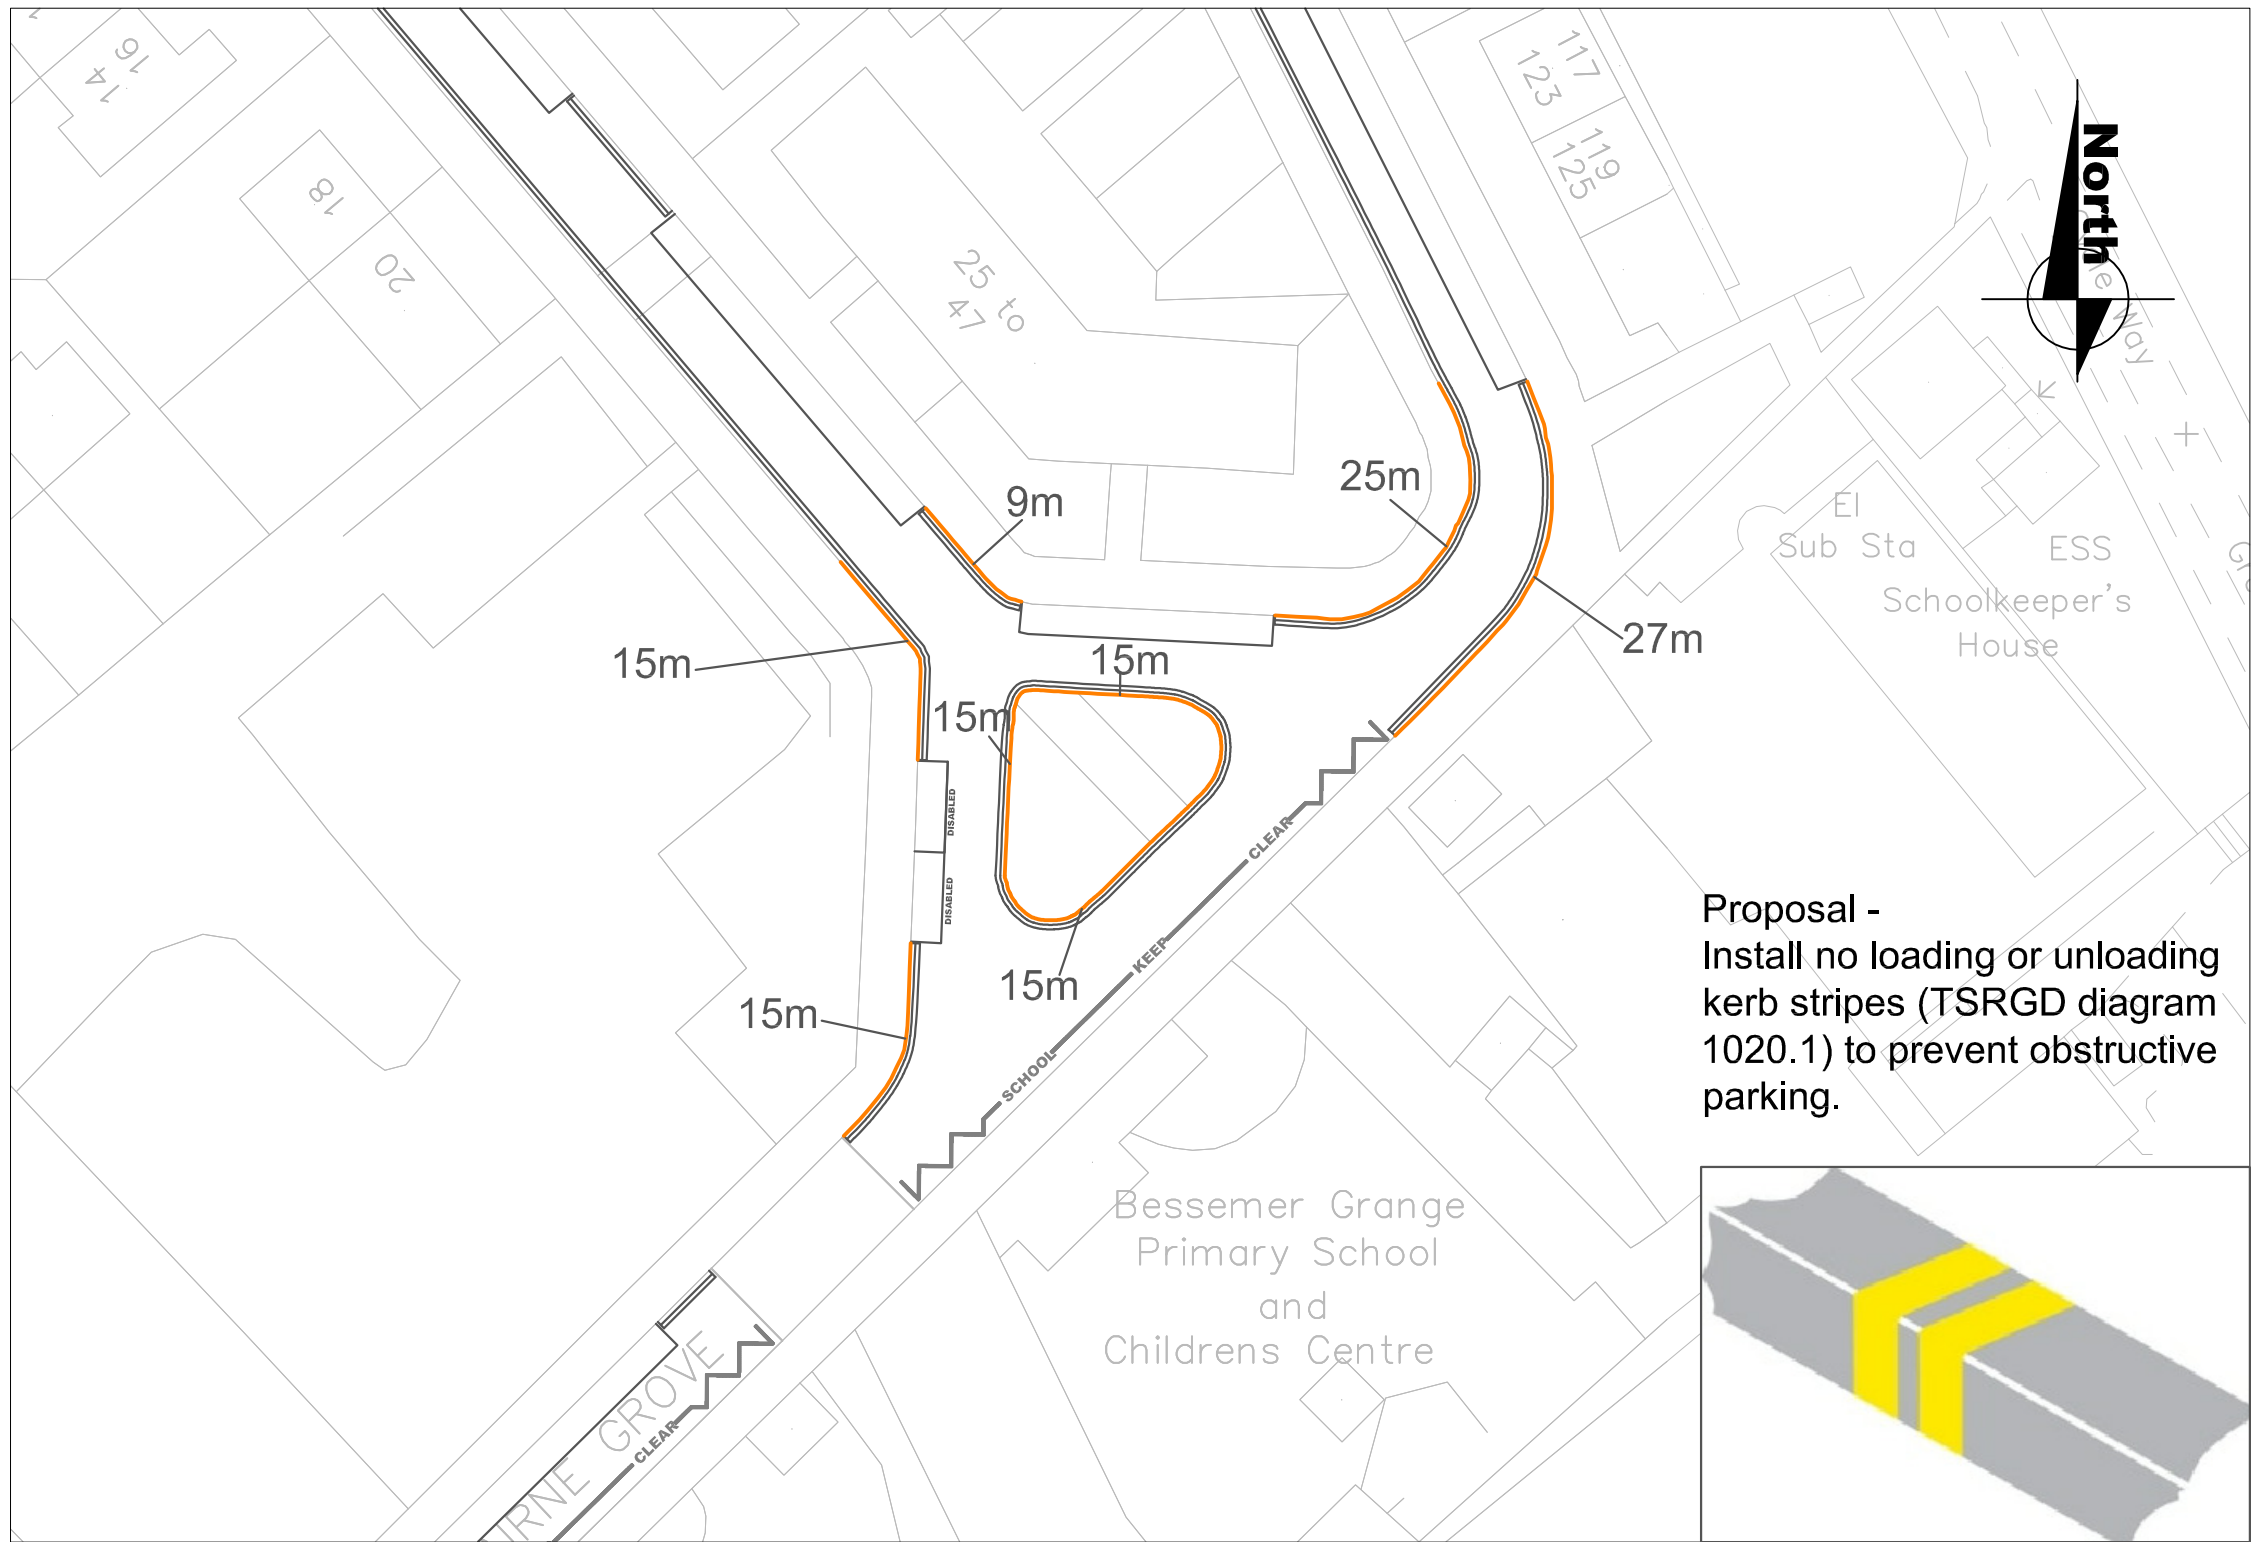 16
14
18
20
25 to
47
117
123
119
125
North
Way
9m
25m
15m
15m
15m
27m
El
Sub Sta
ESS
Schoolkeeper's
House
DISABLED
DISABLED
15m
15m
SCHOOL KEEP CLEAR
Proposal -
Install no loading or unloading
kerb stripes (TSRGD diagram
1020.1) to prevent obstructive
parking.
Bessemer Grange
Primary School
and
Childrens Centre
GROVE
CLEAR